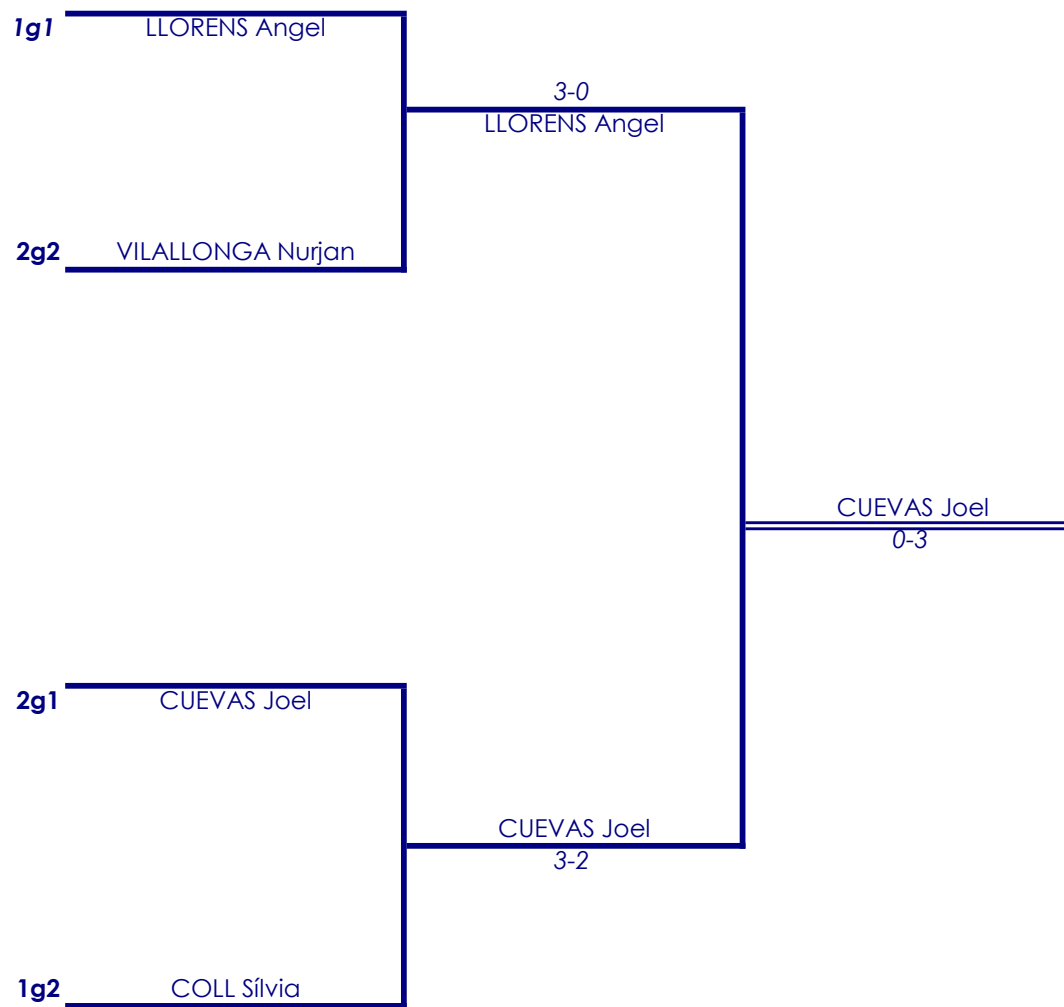 1g1
LLORENS Angel
3-0
LLORENS Angel
2g2 VILALLONGA Nurjan
CUEVAS Joel
0-3
2g1
CUEVAS Joel
CUEVAS Joel
3-2
1g2 COLL Sílvia